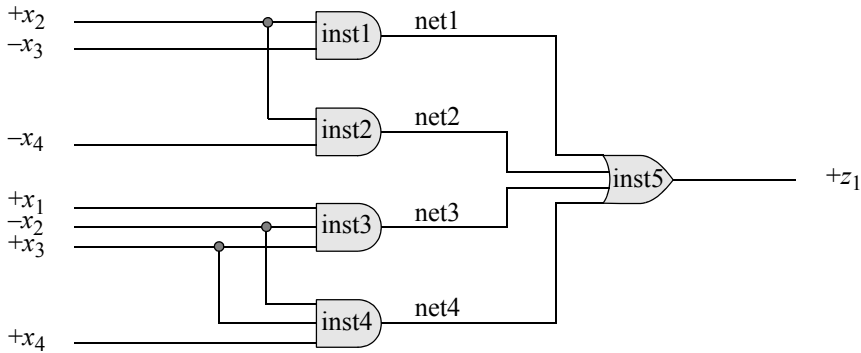 +x₂
–x₃
inst1
net1
–x₄
inst2
net2
+x₁
–x₂
+x₃
inst3
net3
+x₄
inst4
net4
inst5
+z₁